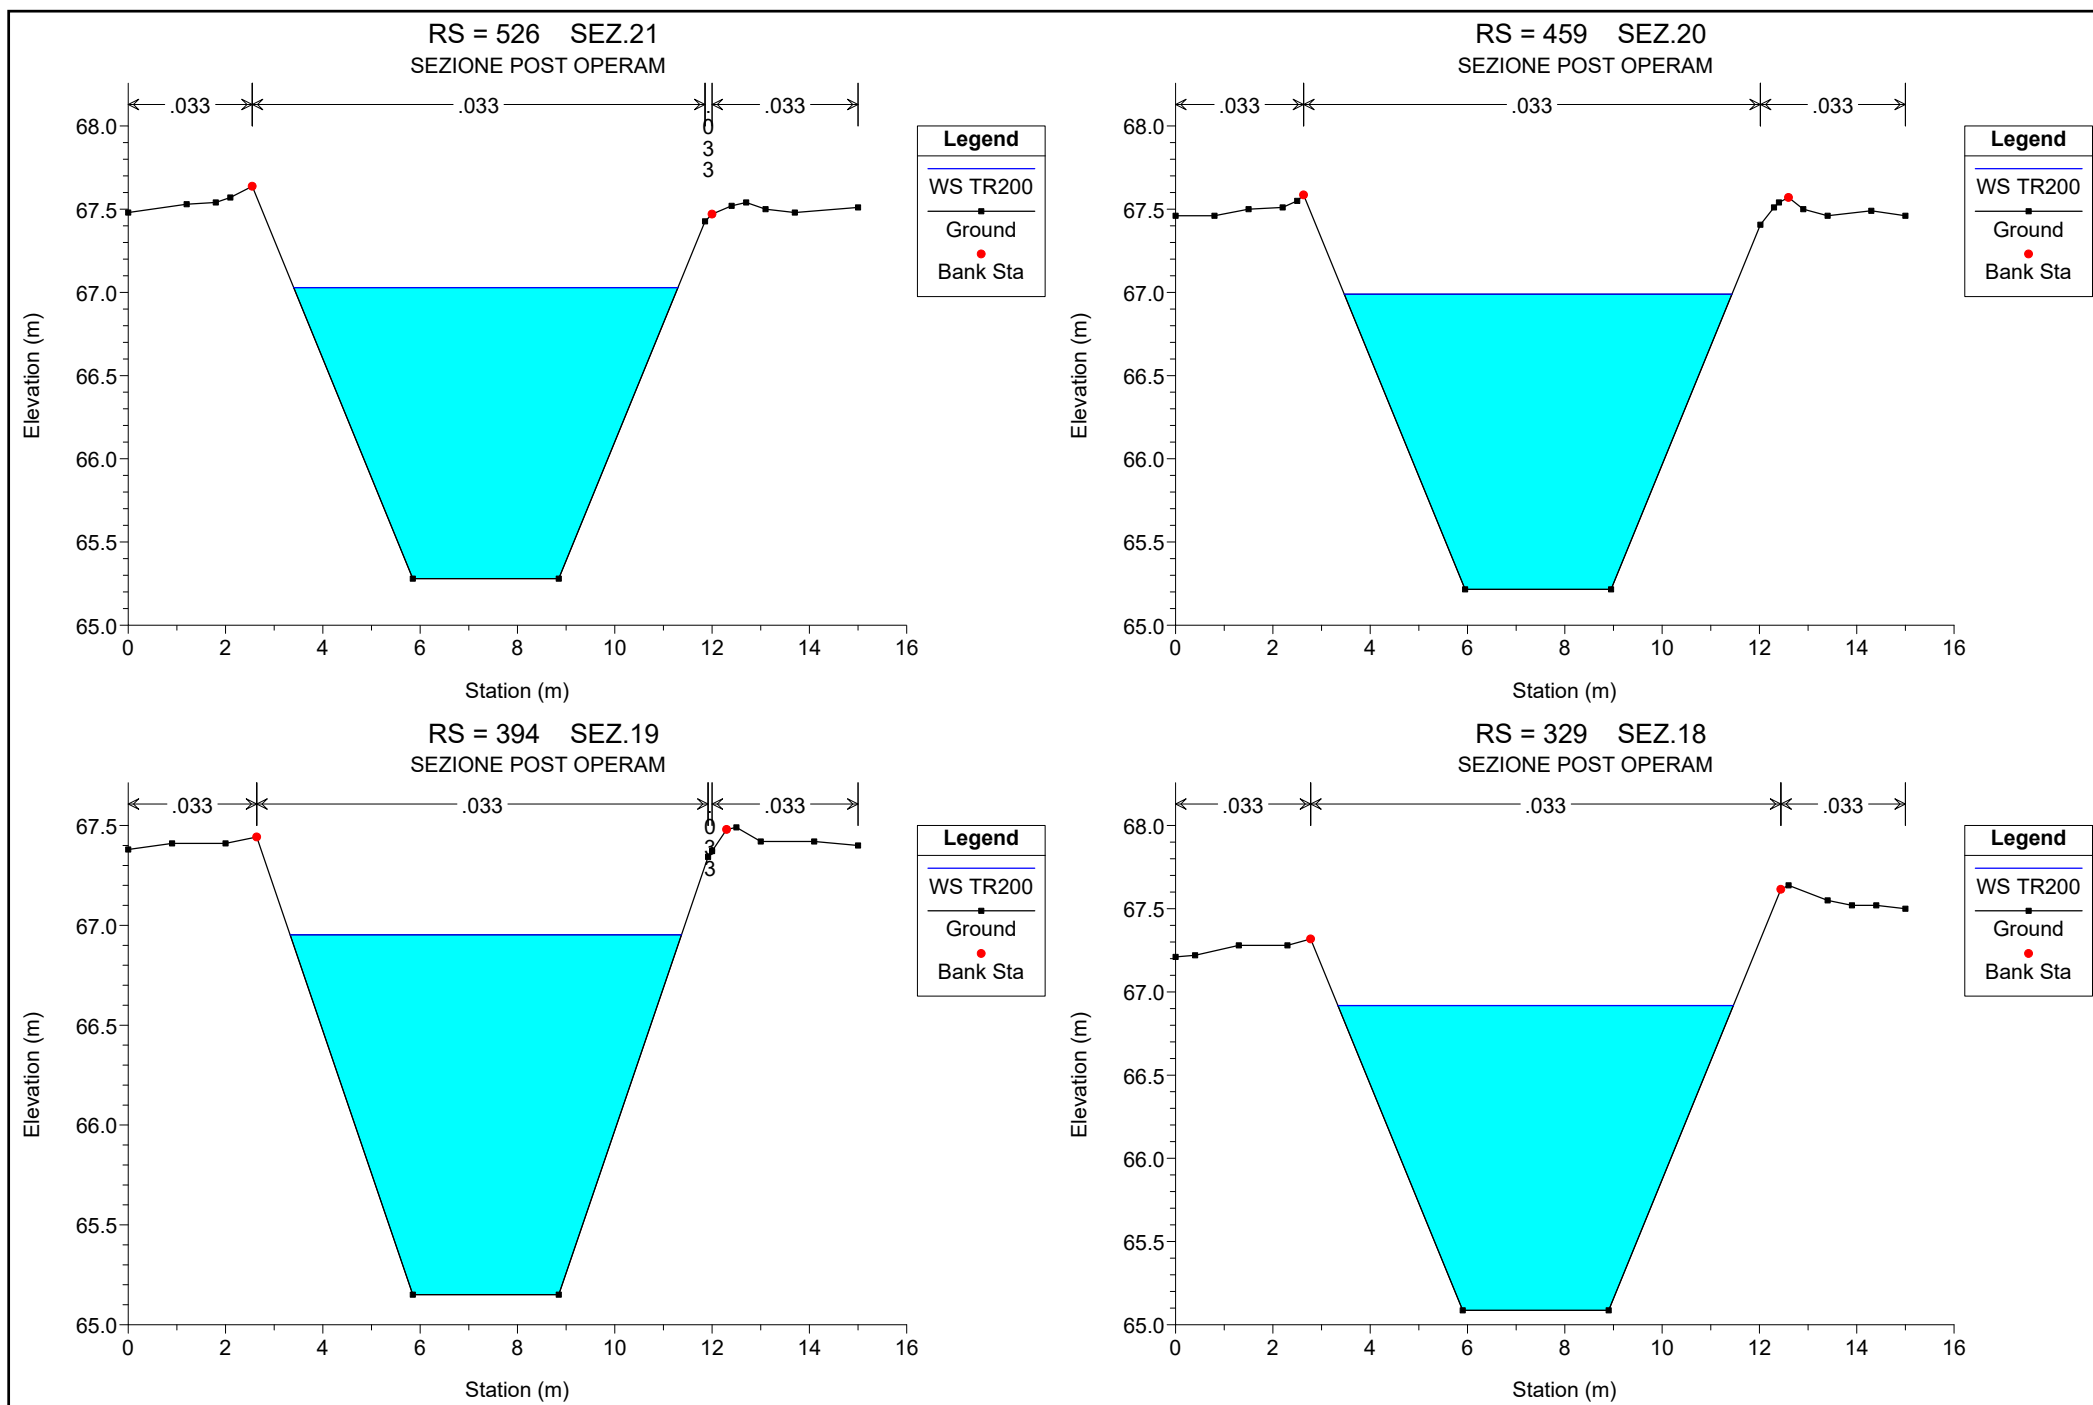 RS = 526 SEZ.21
SEZIONE POST OPERAM
.033 .033 .033 .033
68.0
67.5
67.0
66.5
66.0
65.5
65.0
Elevation (m)
0 2 4 6 8 10 12 14 16
Station (m)
Legend
WS TR200
Ground
Bank Sta
RS = 459 SEZ.20
SEZIONE POST OPERAM
.033 .033 .033
68.0
67.5
67.0
66.5
66.0
65.5
65.0
Elevation (m)
0 2 4 6 8 10 12 14 16
Station (m)
Legend
WS TR200
Ground
Bank Sta
RS = 394 SEZ.19
SEZIONE POST OPERAM
.033 .033 .033 .033
67.5
67.0
66.5
66.0
65.5
65.0
Elevation (m)
0 2 4 6 8 10 12 14 16
Station (m)
Legend
WS TR200
Ground
Bank Sta
RS = 329 SEZ.18
SEZIONE POST OPERAM
.033 .033 .033
68.0
67.5
67.0
66.5
66.0
65.5
65.0
Elevation (m)
0 2 4 6 8 10 12 14 16
Station (m)
Legend
WS TR200
Ground
Bank Sta